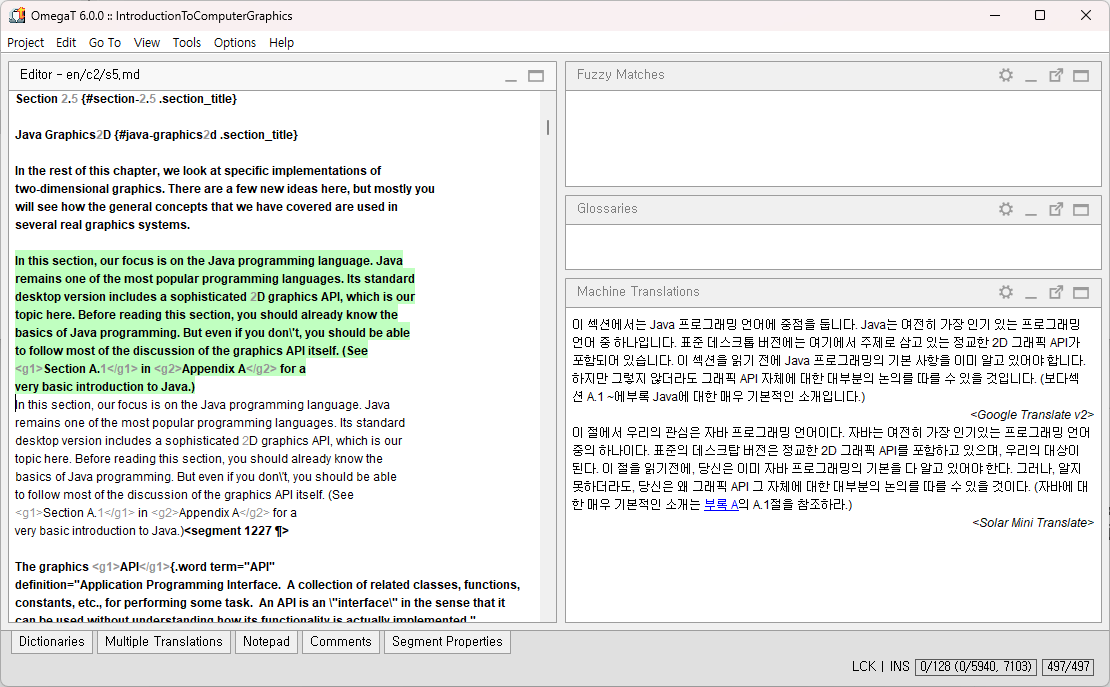 OmegaT 6.0.0 :: IntroductionToComputerGraphics
Project Edit Go To View Tools Options Help
Editor - en/c2/s5.md
Section 2.5 {#section-2.5 .section_title}
Java Graphics2D {#java-graphics2d .section_title}
In the rest of this chapter, we look at specific implementations of
two-dimensional graphics. There are a few new ideas here, but mostly you
will see how the general concepts that we have covered are used in
several real graphics systems.
In this section, our focus is on the Java programming language. Java
remains one of the most popular programming languages. Its standard
desktop version includes a sophisticated 2D graphics API, which is our
topic here. Before reading this section, you should already know the
basics of Java programming. But even if you don\'t, you should be able
to follow most of the discussion of the graphics API itself. (See
<g1>Section A.1</g1> in <g2>Appendix A</g2> for a
very basic introduction to Java.)
In this section, our focus is on the Java programming language. Java
remains one of the most popular programming languages. Its standard
desktop version includes a sophisticated 2D graphics API, which is our
topic here. Before reading this section, you should already know the
basics of Java programming. But even if you don\'t, you should be able
to follow most of the discussion of the graphics API itself. (See
<g1>Section A.1</g1> in <g2>Appendix A</g2> for a
very basic introduction to Java.)<segment 1227 ¶>
The graphics <g1>API</g1>{.word term="API"
definition="Application Programming Interface.  A collection of related classes, functions,
constants, etc., for performing some task.  An API is an \"interface\" in the sense that it
can be used without understanding how its functionality is actually implemented."
Fuzzy Matches
Glossaries
Machine Translations
이 섹션에서는 Java 프로그래밍 언어에 중점을 둡니다. Java는 여전히 가장 인기 있는 프로그래밍
언어 중 하나입니다. 표준 데스크톱 버전에는 여기에서 주제로 삼고 있는 정교한 2D 그래픽 API가
포함되어 있습니다. 이 섹션을 읽기 전에 Java 프로그래밍의 기본 사항을 이미 알고 있어야 합니다.
하지만 그렇지 않더라도 그래픽 API 자체에 대한 대부분의 논의를 따를 수 있을 것입니다. (보다섹
션 A.1 ~에부록 Java에 대한 매우 기본적인 소개입니다.)
<Google Translate v2>
이 절에서 우리의 관심은 자바 프로그래밍 언어이다. 자바는 여전히 가장 인기있는 프로그래밍 언어
중의 하나이다. 표준의 데스크탑 버전은 정교한 2D 그래픽 API를 포함하고 있으며, 우리의 대상이
된다. 이 절을 읽기전에, 당신은 이미 자바 프로그래밍의 기본을 다 알고 있어야 한다. 그러나, 알지
못하더라도, 당신은 왜 그래픽 API 그 자체에 대한 대부분의 논의를 따를 수 있을 것이다. (자바에 대
한 매우 기본적인 소개는 부록 A의 A.1절을 참조하라.)
<Solar Mini Translate>
Dictionaries Multiple Translations Notepad Comments Segment Properties
LCK | INS 0/128 (0/5940, 7103) 497/497